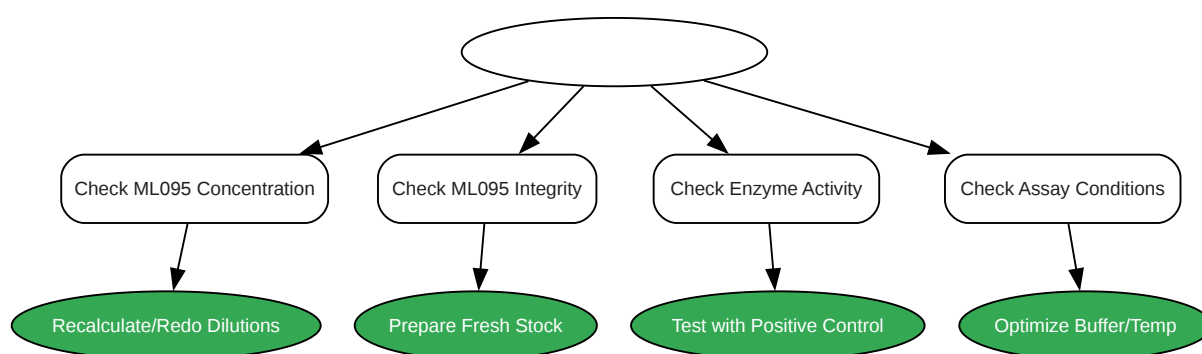 Check ML095 Concentration
Check ML095 Integrity
Check Enzyme Activity
Check Assay Conditions
Recalculate/Redo Dilutions
Prepare Fresh Stock
Test with Positive Control
Optimize Buffer/Temp